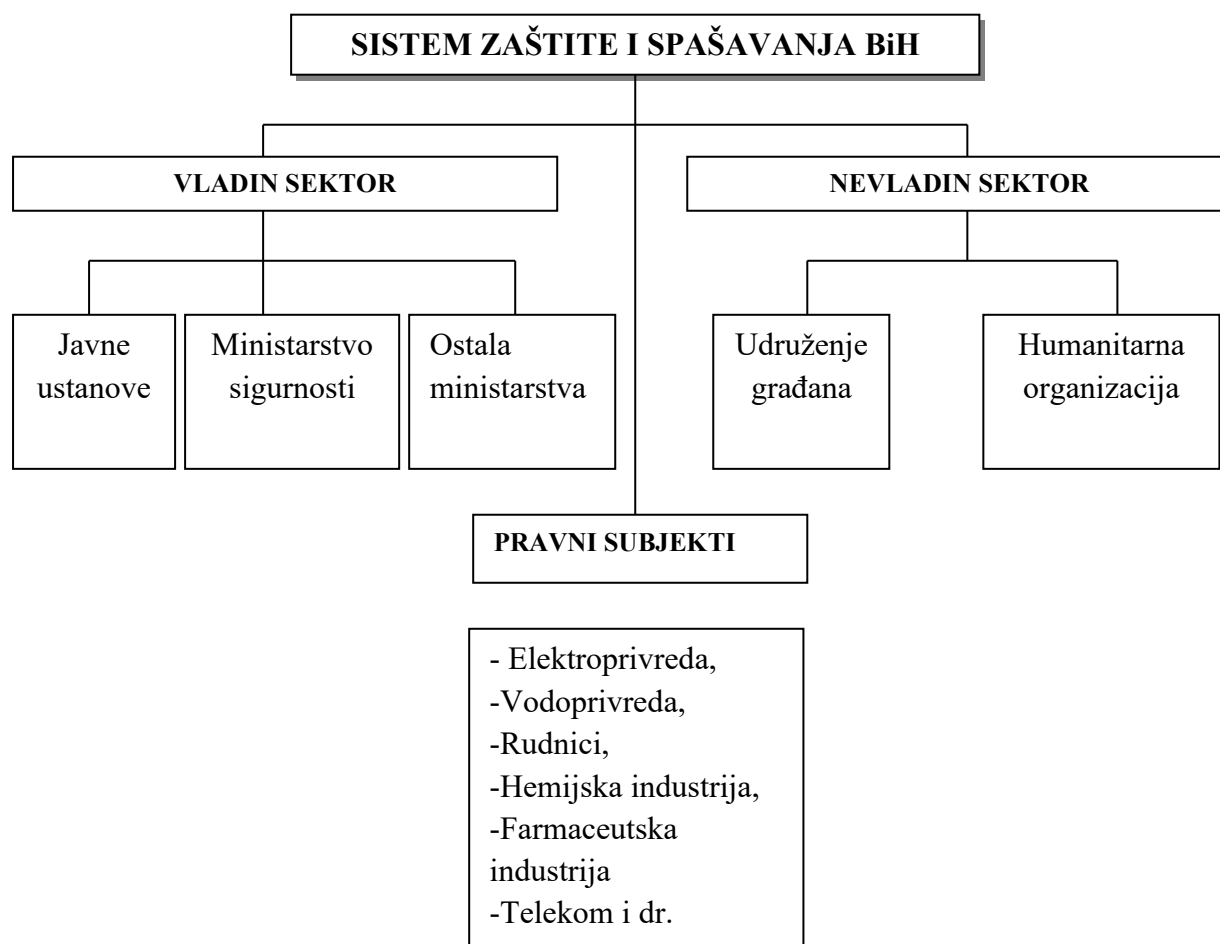 SISTEM ZAŠTITE I SPAŠAVANJA BiH
VLADIN SEKTOR
NEVLADIN SEKTOR
Javne
ustanove
Ministarstvo
sigurnosti
Ostala
ministarstva
Udruženje
građana
Humanitarna
organizacija
PRAVNI SUBJEKTI
- Elektroprivreda,
-Vodoprivreda,
-Rudnici,
-Hemijska industrija,
-Farmaceutska
industrija
-Telekom i dr.